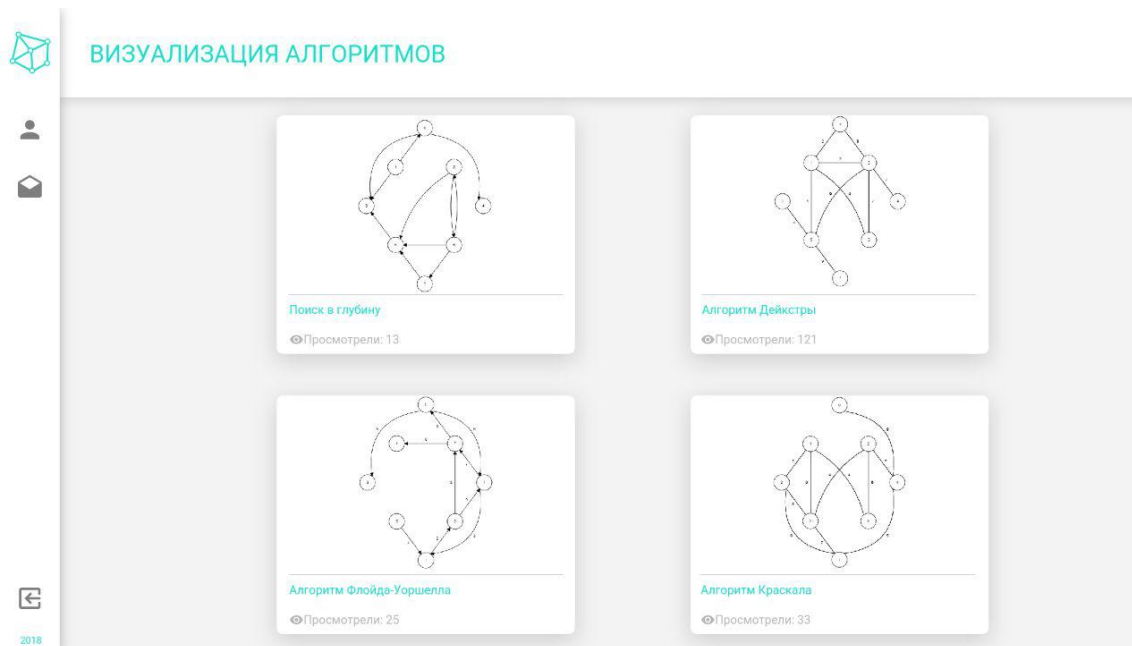 ВИЗУАЛИЗАЦИЯ АЛГОРИТМОВ
Поиск в глубину
Просмотрели: 13
Алгоритм Дейкстры
Просмотрели: 121
Алгоритм Флойда-Уоршелла
Просмотрели: 25
Алгоритм Краскала
Просмотрели: 33
2018